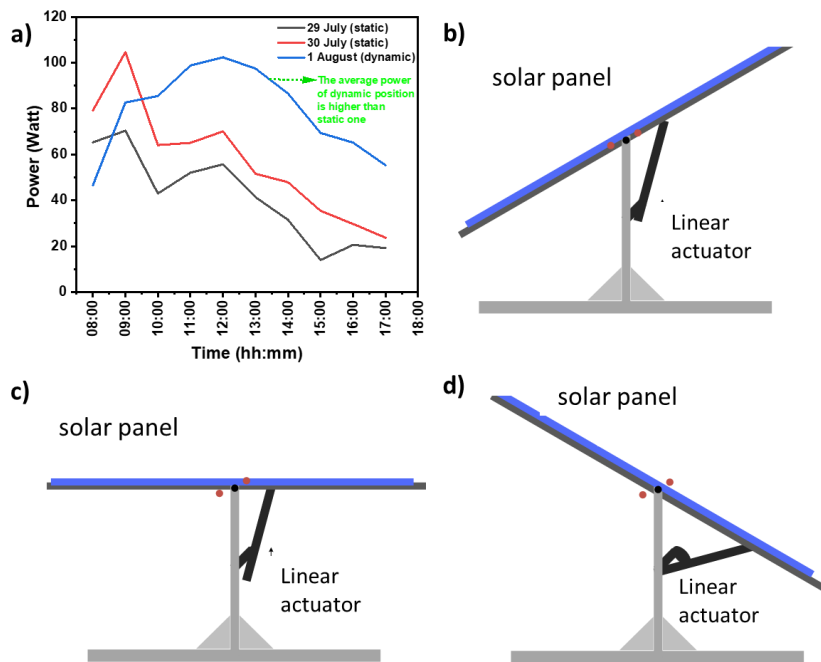 a)
Power (Watt)
120
100
80
60
40
20
0
29 July (static)
30 July (static)
1 August (dynamic)
The average power
of dynamic position
is higher than
static one
08:00
09:00
10:00
11:00
12:00
13:00
14:00
15:00
16:00
17:00
18:00
Time (hh:mm)
b)
solar panel
Linear
actuator
c)
solar panel
Linear
actuator
d)
solar panel
Linear
actuator